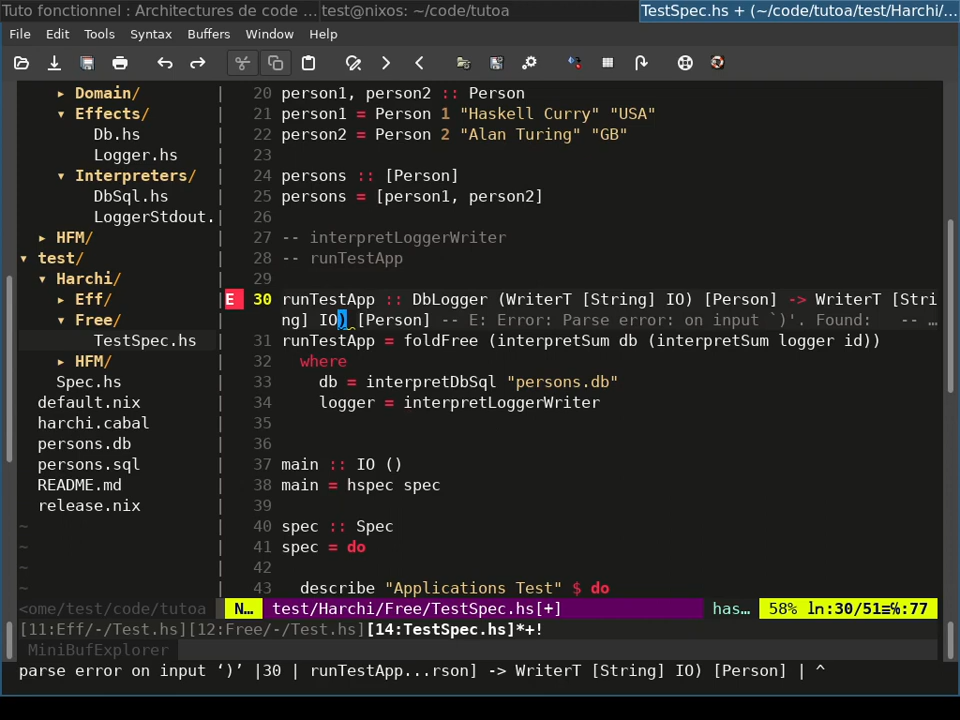 Tuto fonctionnel : Architectures de code ...
test@nixos: ~/code/tutoa
TestSpec.hs + (~/code/tutoa/test/Harchi/...
File Edit Tools Syntax Buffers Window Help
▸ Domain/
▾ Effects/
Db.hs
Logger.hs
▾ Interpreters/
DbSql.hs
LoggerStdout.
▸ HFM/
▾ test/
▾ Harchi/
▸ Eff/
▾ Free/
TestSpec.hs
▸ HFM/
Spec.hs
default.nix
harchi.cabal
persons.db
persons.sql
README.md
release.nix
~
~
~
~
<ome/test/code/tutoa
20 person1, person2 :: Person
21 person1 = Person 1 "Haskell Curry" "USA"
22 person2 = Person 2 "Alan Turing" "GB"
23
24 persons :: [Person]
25 persons = [person1, person2]
26
27 -- interpretLoggerWriter
28 -- runTestApp
29
E 30 runTestApp :: DbLogger (WriterT [String] IO) [Person] -> WriterT [Stri
ng] IO) [Person] -- E: Error: Parse error: on input `)'. Found:   -- …
31 runTestApp = foldFree (interpretSum db (interpretSum logger id))
32   where
33     db = interpretDbSql "persons.db"
34     logger = interpretLoggerWriter
35
36
37 main :: IO ()
38 main = hspec spec
39
40 spec :: Spec
41 spec = do
42
43   describe "Applications Test" $ do
N… test/Harchi/Free/TestSpec.hs[+] has… 58% ln:30/51≡%:77
[11:Eff/-/Test.hs][12:Free/-/Test.hs][14:TestSpec.hs]*+!
MiniBufExplorer
parse error on input ‘)’ |30 | runTestApp...rson] -> WriterT [String] IO) [Person] | ^